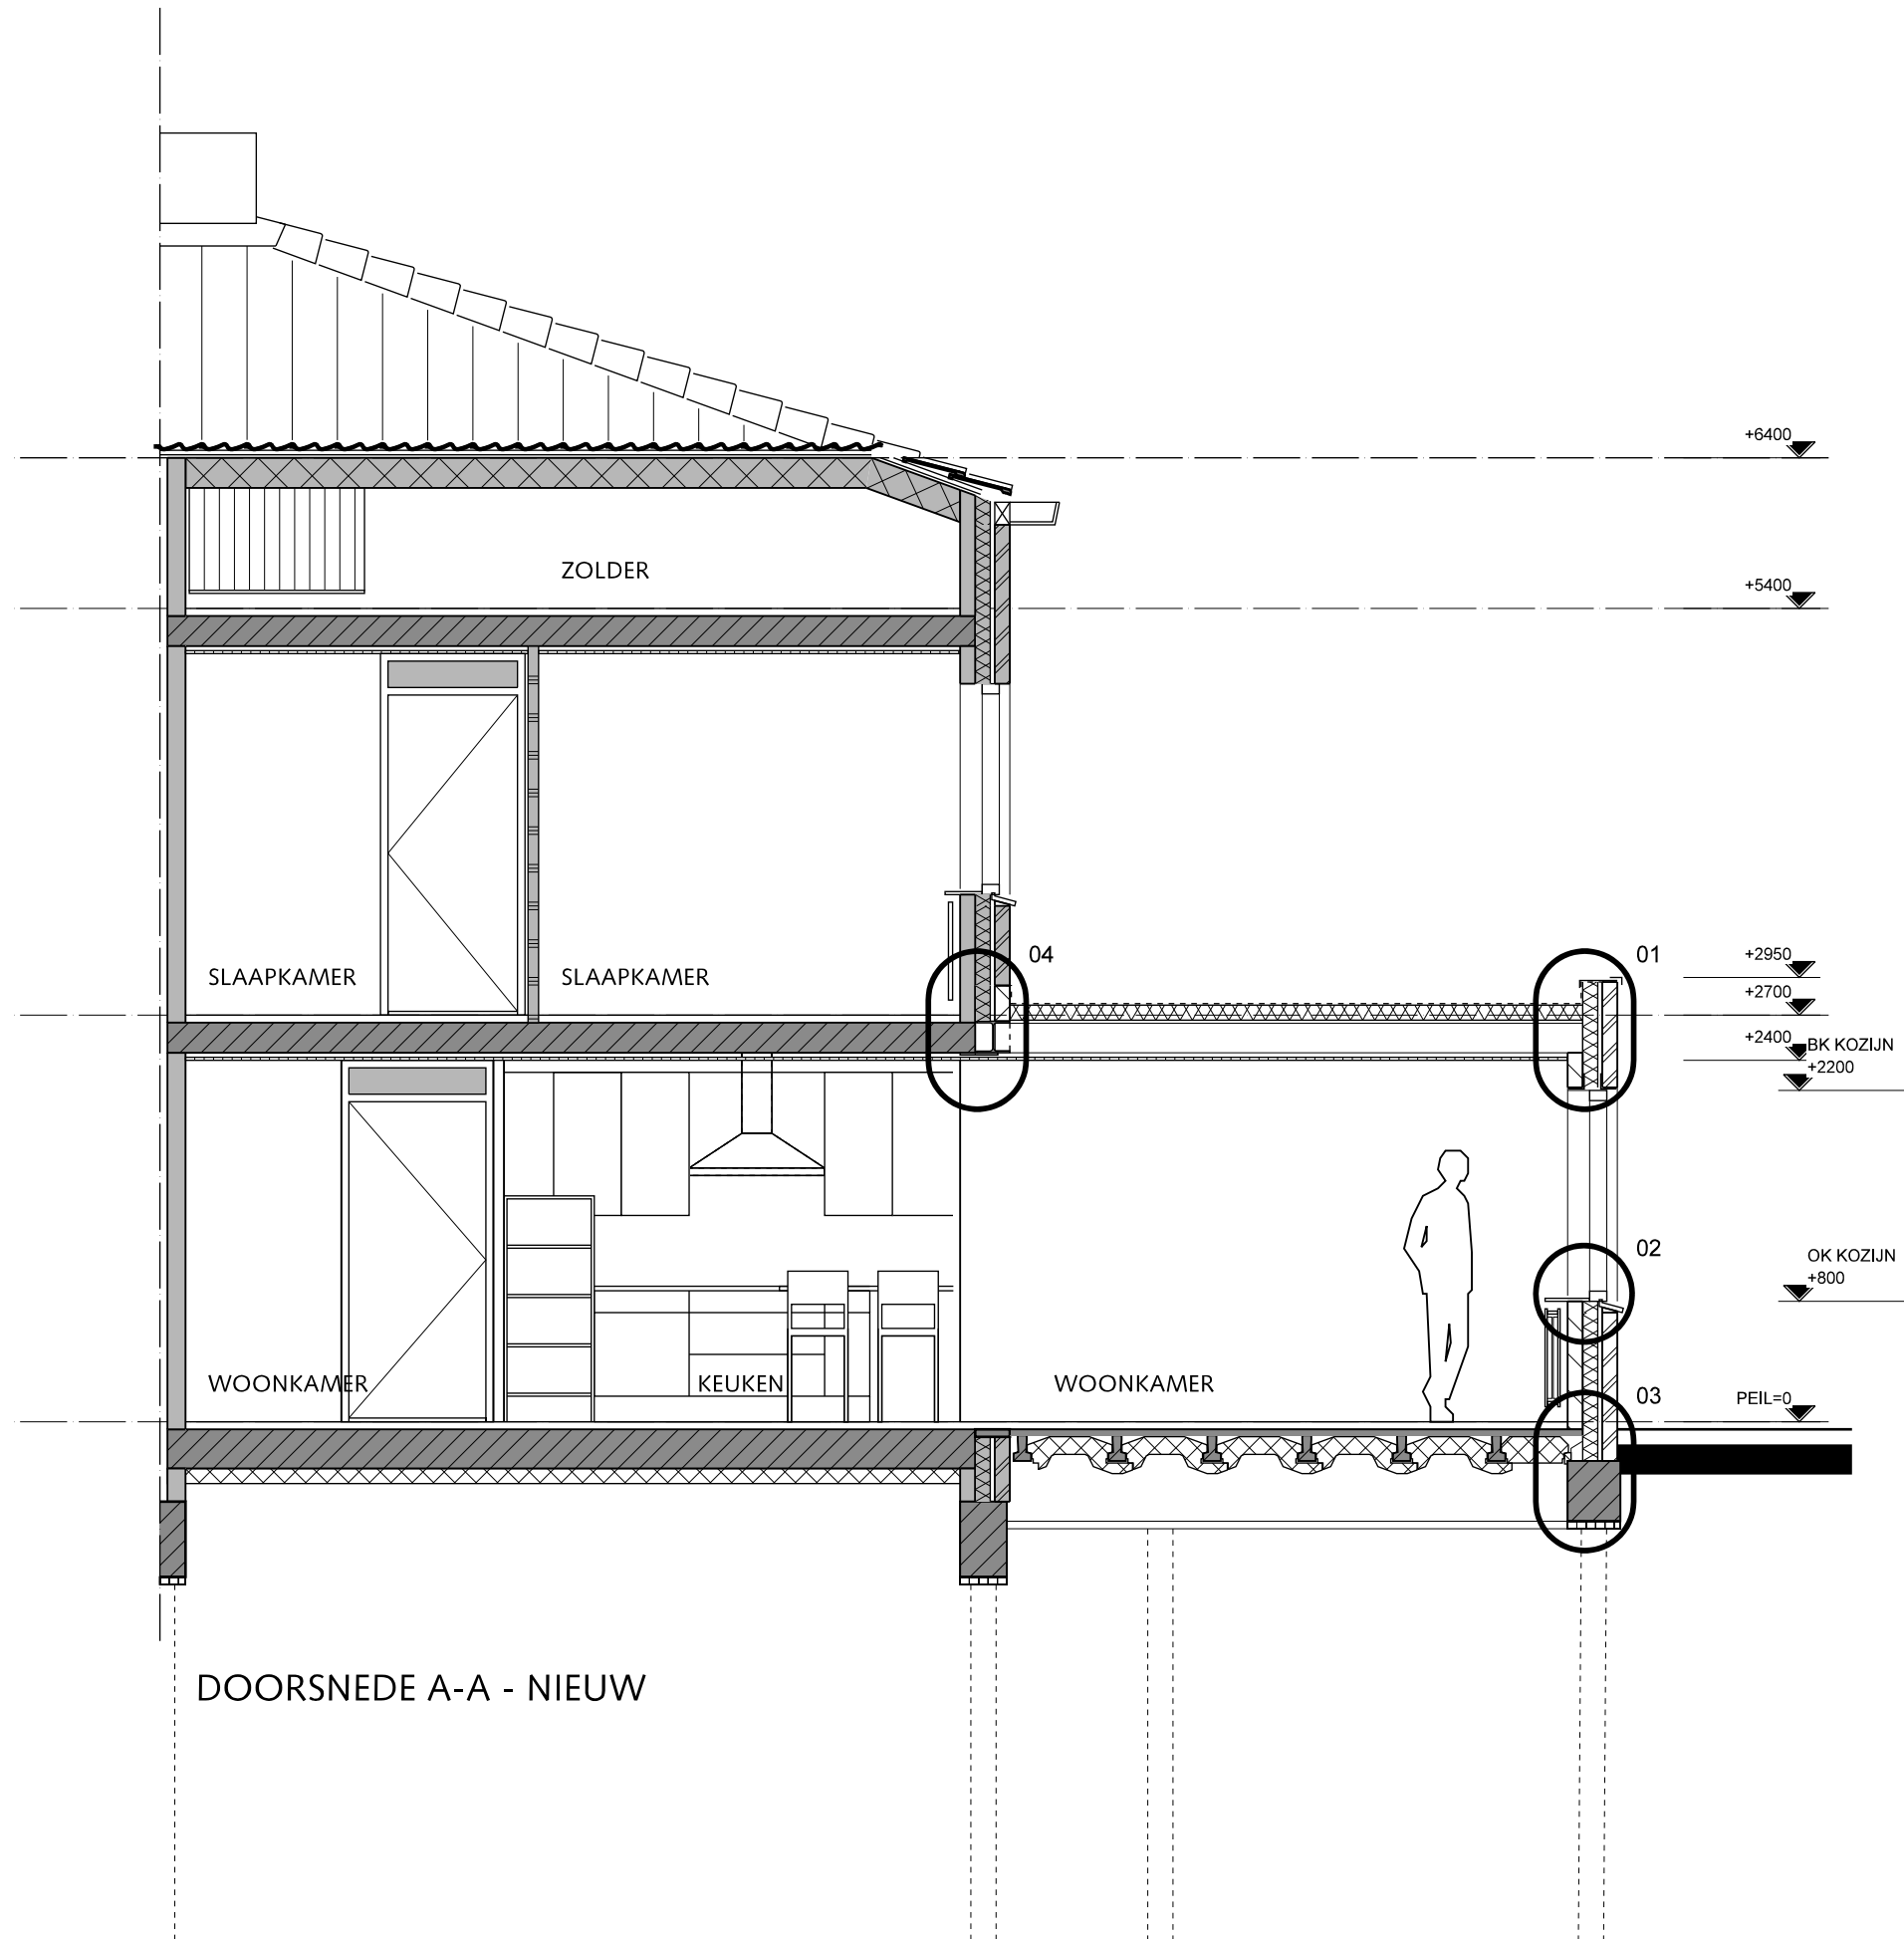 +6400
ZOLDER
+5400
04
01
+2950
SLAAPKAMER
SLAAPKAMER
+2700
+2400
BK KOZIJN
+2200
02
OK KOZIJN
+800
WOONKAMER
KEUKEN
WOONKAMER
03
PEIL=0
DOORSNEDE A-A - NIEUW